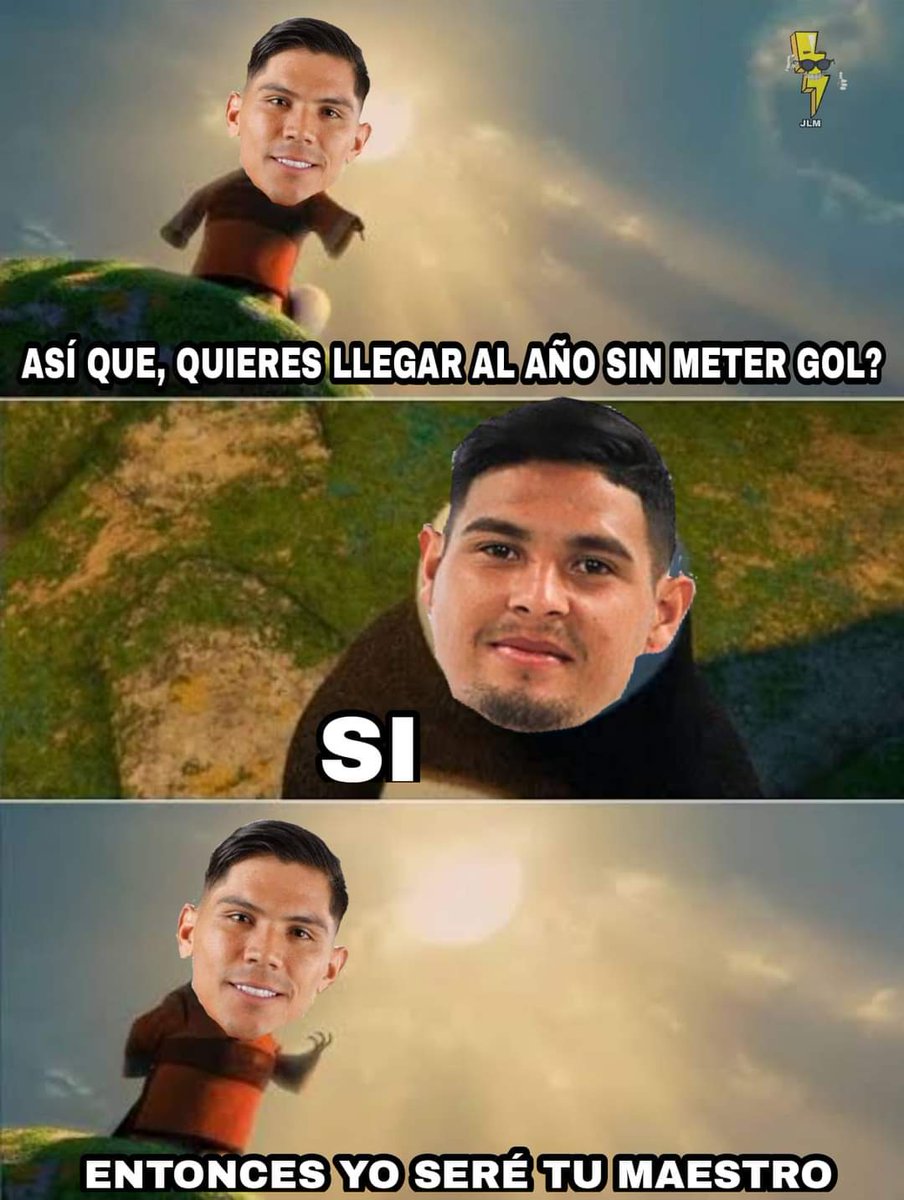 JLM
ASÍ QUE, QUIERES LLEGAR AL AÑO SIN METER GOL?
SI
ENTONCES YO SERÉ TU MAESTRO